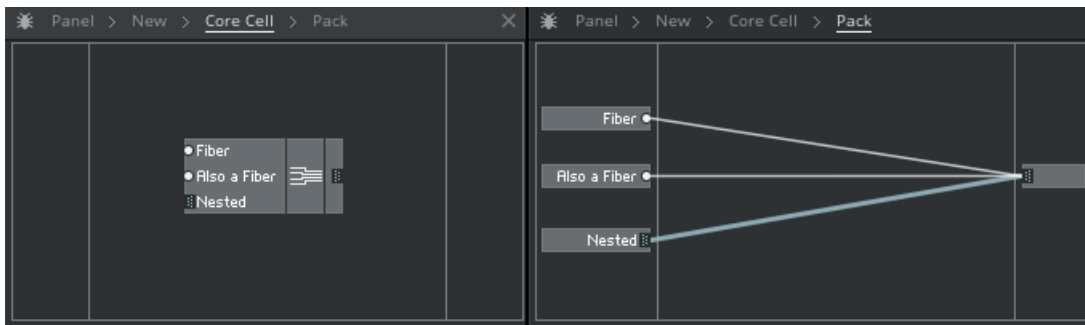 Panel > New > Core Cell > Pack
Fiber
Also a Fiber
Nested
Panel > New > Core Cell > Pack
Fiber
Also a Fiber
Nested